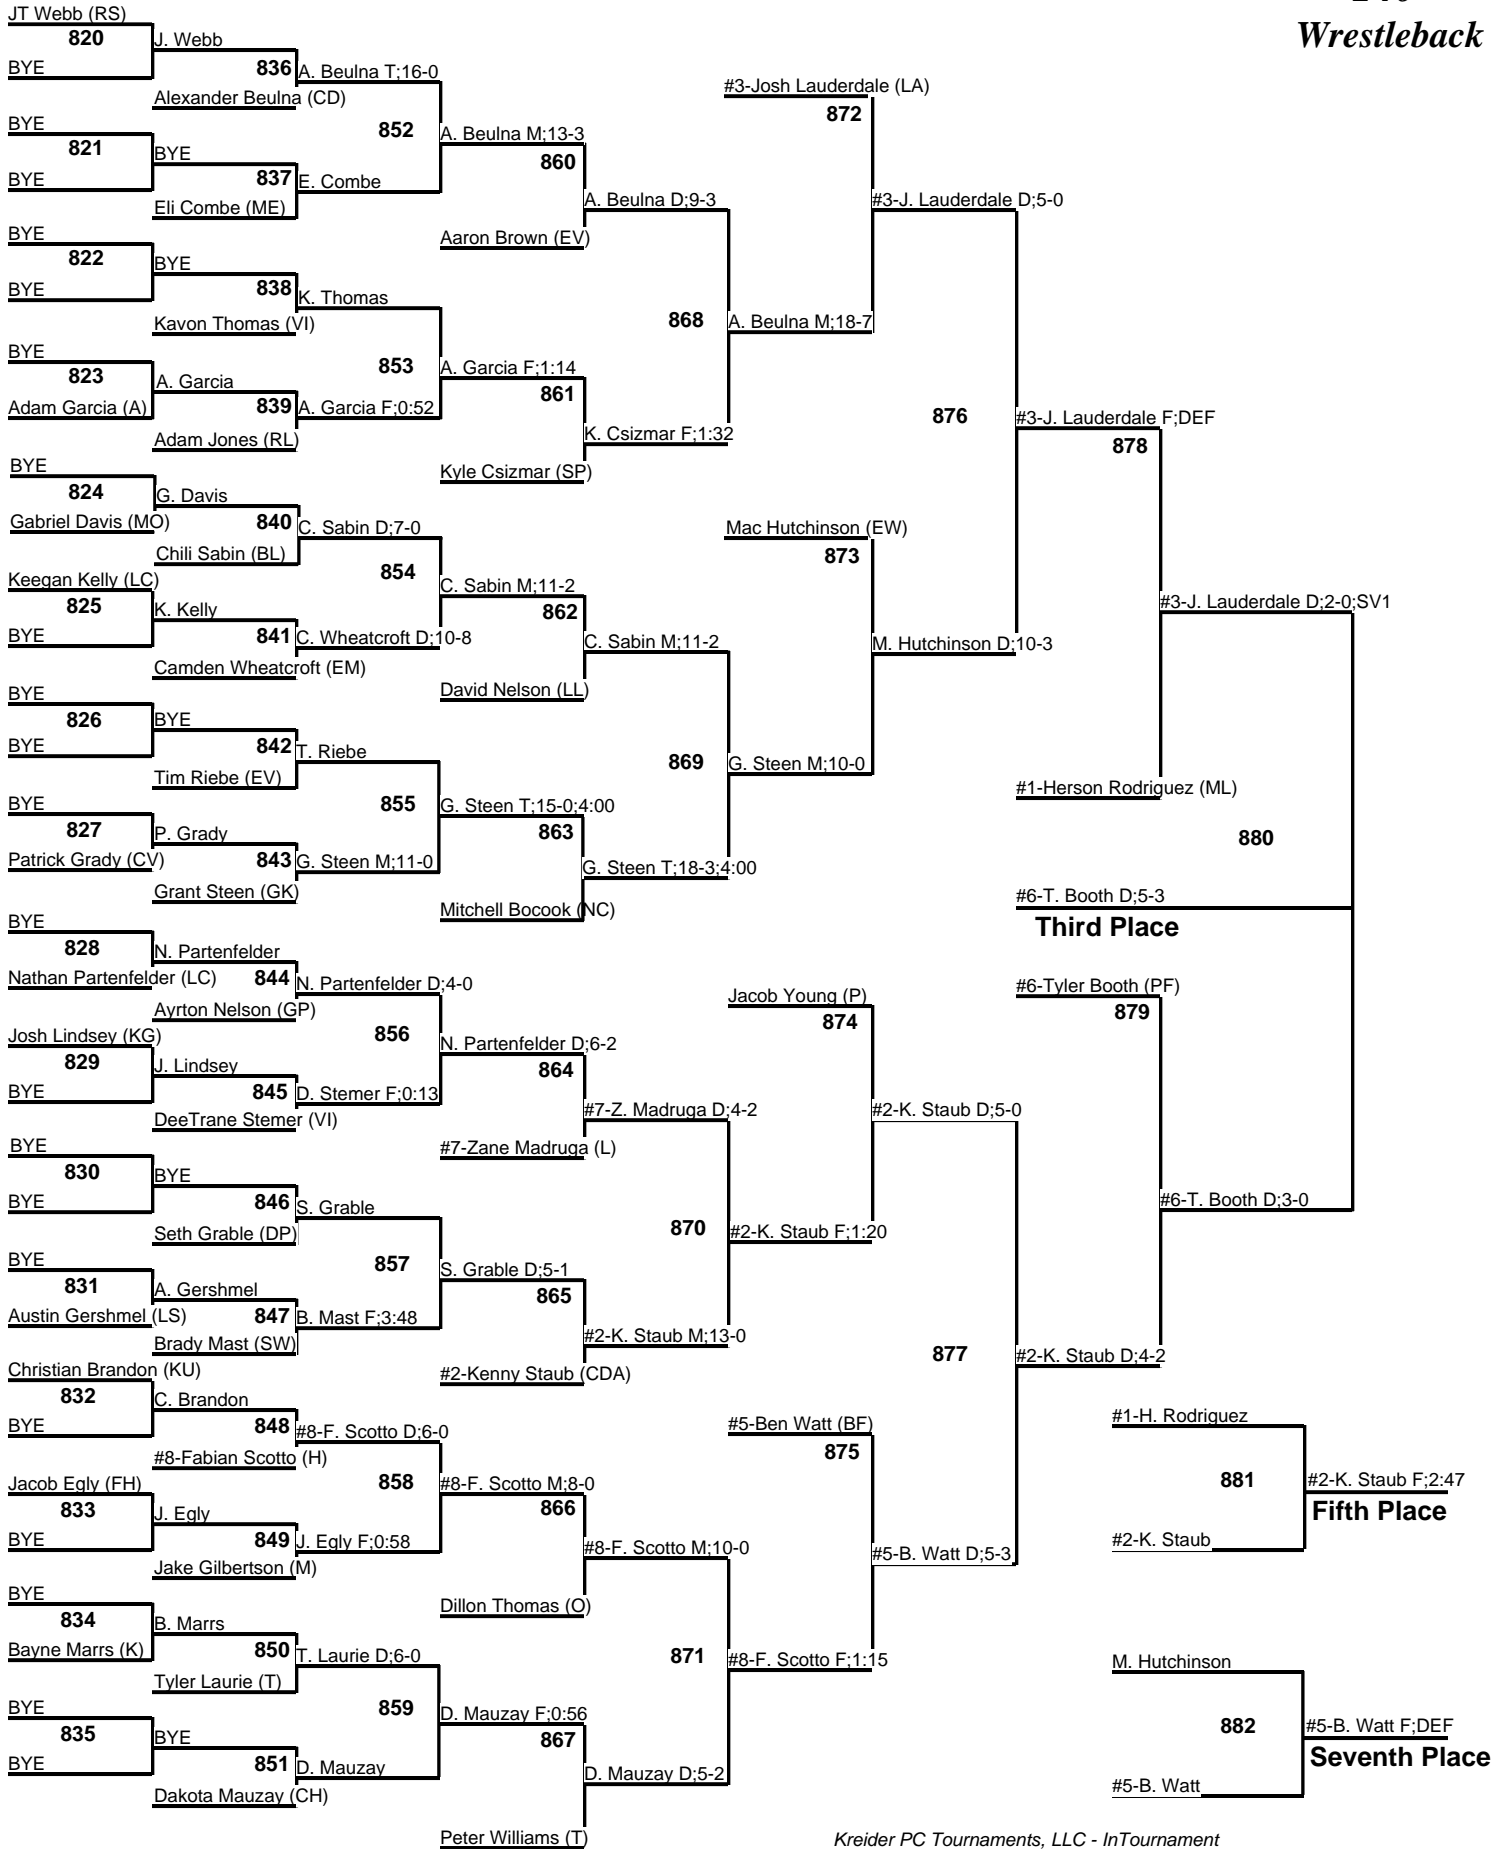 Wrestleback
JT Webb (RS)
820
BYE
J. Webb
836
Alexander Beulna (CD)
A. Beulna T;16-0
852
BYE
821
BYE
BYE
837
Eli Combe (ME)
E. Combe
A. Beulna M;13-3
860
Aaron Brown (EV)
A. Beulna D;9-3
BYE
822
BYE
BYE
838
Kavon Thomas (VI)
K. Thomas
853
BYE
823
Adam Garcia (A)
A. Garcia
839
Adam Jones (RL)
A. Garcia F;0:52
A. Garcia F;1:14
861
Kyle Csizmar (SP)
K. Csizmar F;1:32
868
A. Beulna M;18-7
#3-Josh Lauderdale (LA)
872
#3-J. Lauderdale D;5-0
BYE
824
Gabriel Davis (MO)
G. Davis
840
Chili Sabin (BL)
C. Sabin D;7-0
854
Keegan Kelly (LC)
825
BYE
K. Kelly
841
Camden Wheatcroft (EM)
C. Wheatcroft D;10-8
C. Sabin M;11-2
862
David Nelson (LL)
C. Sabin M;11-2
BYE
826
BYE
BYE
842
Tim Riebe (EV)
T. Riebe
855
BYE
827
Patrick Grady (CV)
P. Grady
843
Grant Steen (GK)
G. Steen M;11-0
G. Steen T;15-0;4:00
863
Mitchell Bocook (NC)
G. Steen T;18-3;4:00
869
G. Steen M;10-0
Mac Hutchinson (EW)
873
M. Hutchinson D;10-3
876
#3-J. Lauderdale F;DEF
878
#1-Herson Rodriguez (ML)
#3-J. Lauderdale D;2-0;SV1
880
#6-T. Booth D;5-3
Third Place
BYE
828
Nathan Partenfelder (LC)
N. Partenfelder
844
Ayrton Nelson (GP)
N. Partenfelder D;4-0
856
Josh Lindsey (KG)
829
BYE
J. Lindsey
845
DeeTrane Stemer (VI)
D. Stemer F;0:13
N. Partenfelder D;6-2
864
#7-Zane Madruga (L)
#7-Z. Madruga D;4-2
BYE
830
BYE
BYE
846
Seth Grable (DP)
S. Grable
857
BYE
831
Austin Gershmel (LS)
A. Gershmel
847
Brady Mast (SW)
B. Mast F;3:48
S. Grable D;5-1
865
#2-Kenny Staub (CDA)
#2-K. Staub M;13-0
870
#2-K. Staub F;1:20
Jacob Young (P)
874
#2-K. Staub D;5-0
#6-Tyler Booth (PF)
879
#6-T. Booth D;3-0
877
#2-K. Staub D;4-2
Christian Brandon (KU)
832
BYE
C. Brandon
848
#8-Fabian Scotto (H)
#8-F. Scotto D;6-0
858
Jacob Egly (FH)
833
BYE
J. Egly
849
Jake Gilbertson (M)
J. Egly F;0:58
#8-F. Scotto M;8-0
866
Dillon Thomas (O)
#8-F. Scotto M;10-0
BYE
834
Bayne Marrs (K)
B. Marrs
850
Tyler Laurie (T)
T. Laurie D;6-0
859
BYE
835
BYE
BYE
851
Dakota Mauzay (CH)
D. Mauzay
D. Mauzay F;0:56
867
Peter Williams (T)
D. Mauzay D;5-2
871
#8-F. Scotto F;1:15
#5-Ben Watt (BF)
875
#5-B. Watt D;5-3
#1-H. Rodriguez
881
#2-K. Staub
#2-K. Staub F;2:47
Fifth Place
M. Hutchinson
882
#5-B. Watt
#5-B. Watt F;DEF
Seventh Place
Kreider PC Tournaments, LLC - InTournament